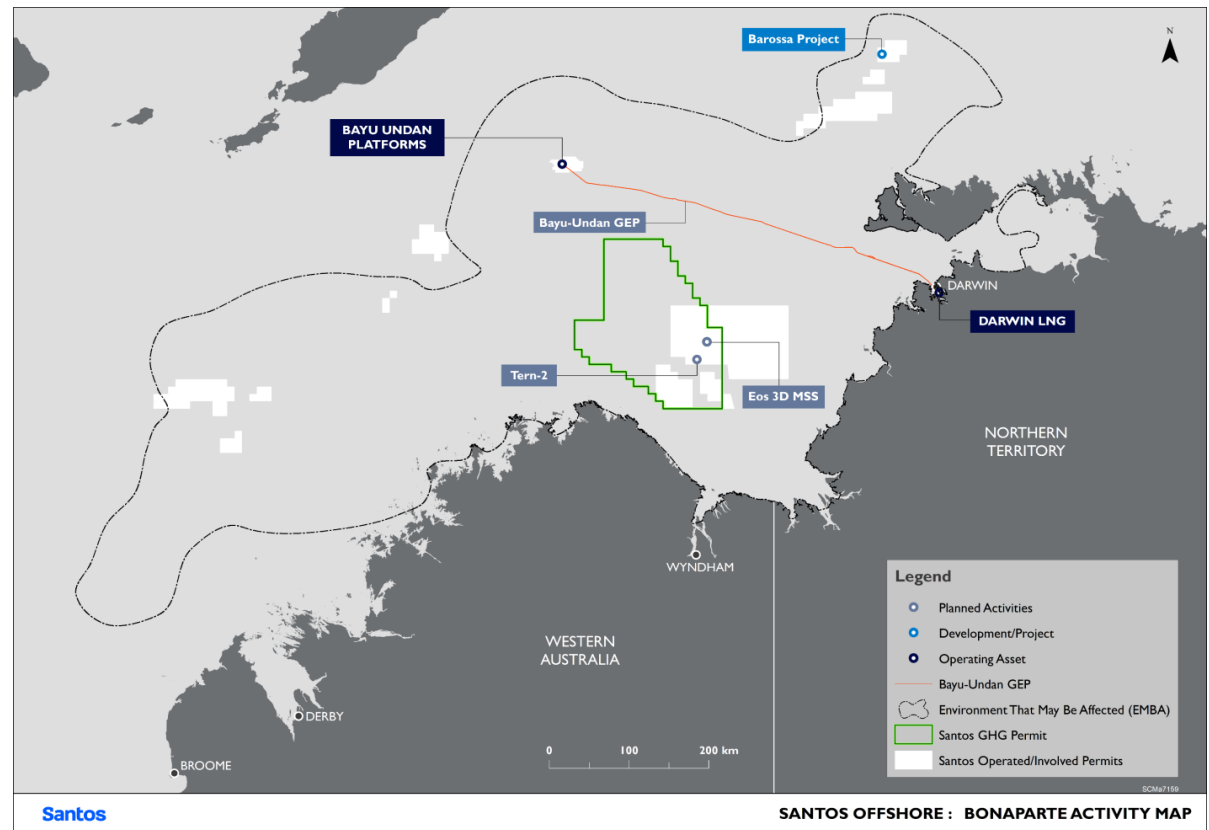 Barossa Project
N
BAYU UNDAN
PLATFORMS
Bayu-Undan GEP
DARWIN
DARWIN LNG
Tern-2
Eos 3D MSS
NORTHERN
TERRITORY
WYNDHAM
WESTERN
AUSTRALIA
DERBY
BROOME
0 100 200 km
Legend
Planned Activities
Development/Project
Operating Asset
Bayu-Undan GEP
Environment That May Be Affected (EMBA)
Santos GHG Permit
Santos Operated/Involved Permits
SCMa7159
Santos
SANTOS OFFSHORE : BONAPARTE ACTIVITY MAP